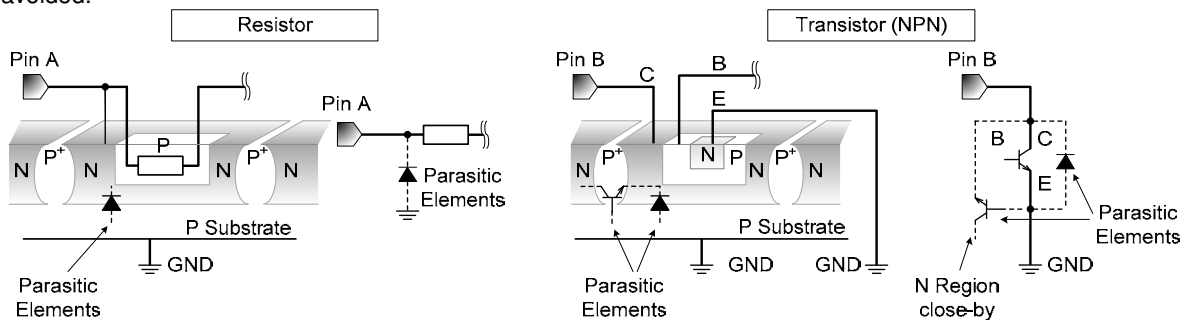 avoided.
Resistor
Transistor (NPN)
Pin A
Pin A
N
P+
N
P
N
P+
N
Parasitic
Elements
P Substrate
GND
Parasitic
Elements
Pin B
C
B
E
N
P+
N
N
P
N
P+
N
P Substrate
GND
GND
Parasitic
Elements
Pin B
B
C
E
Parasitic
Elements
GND
N Region
close-by